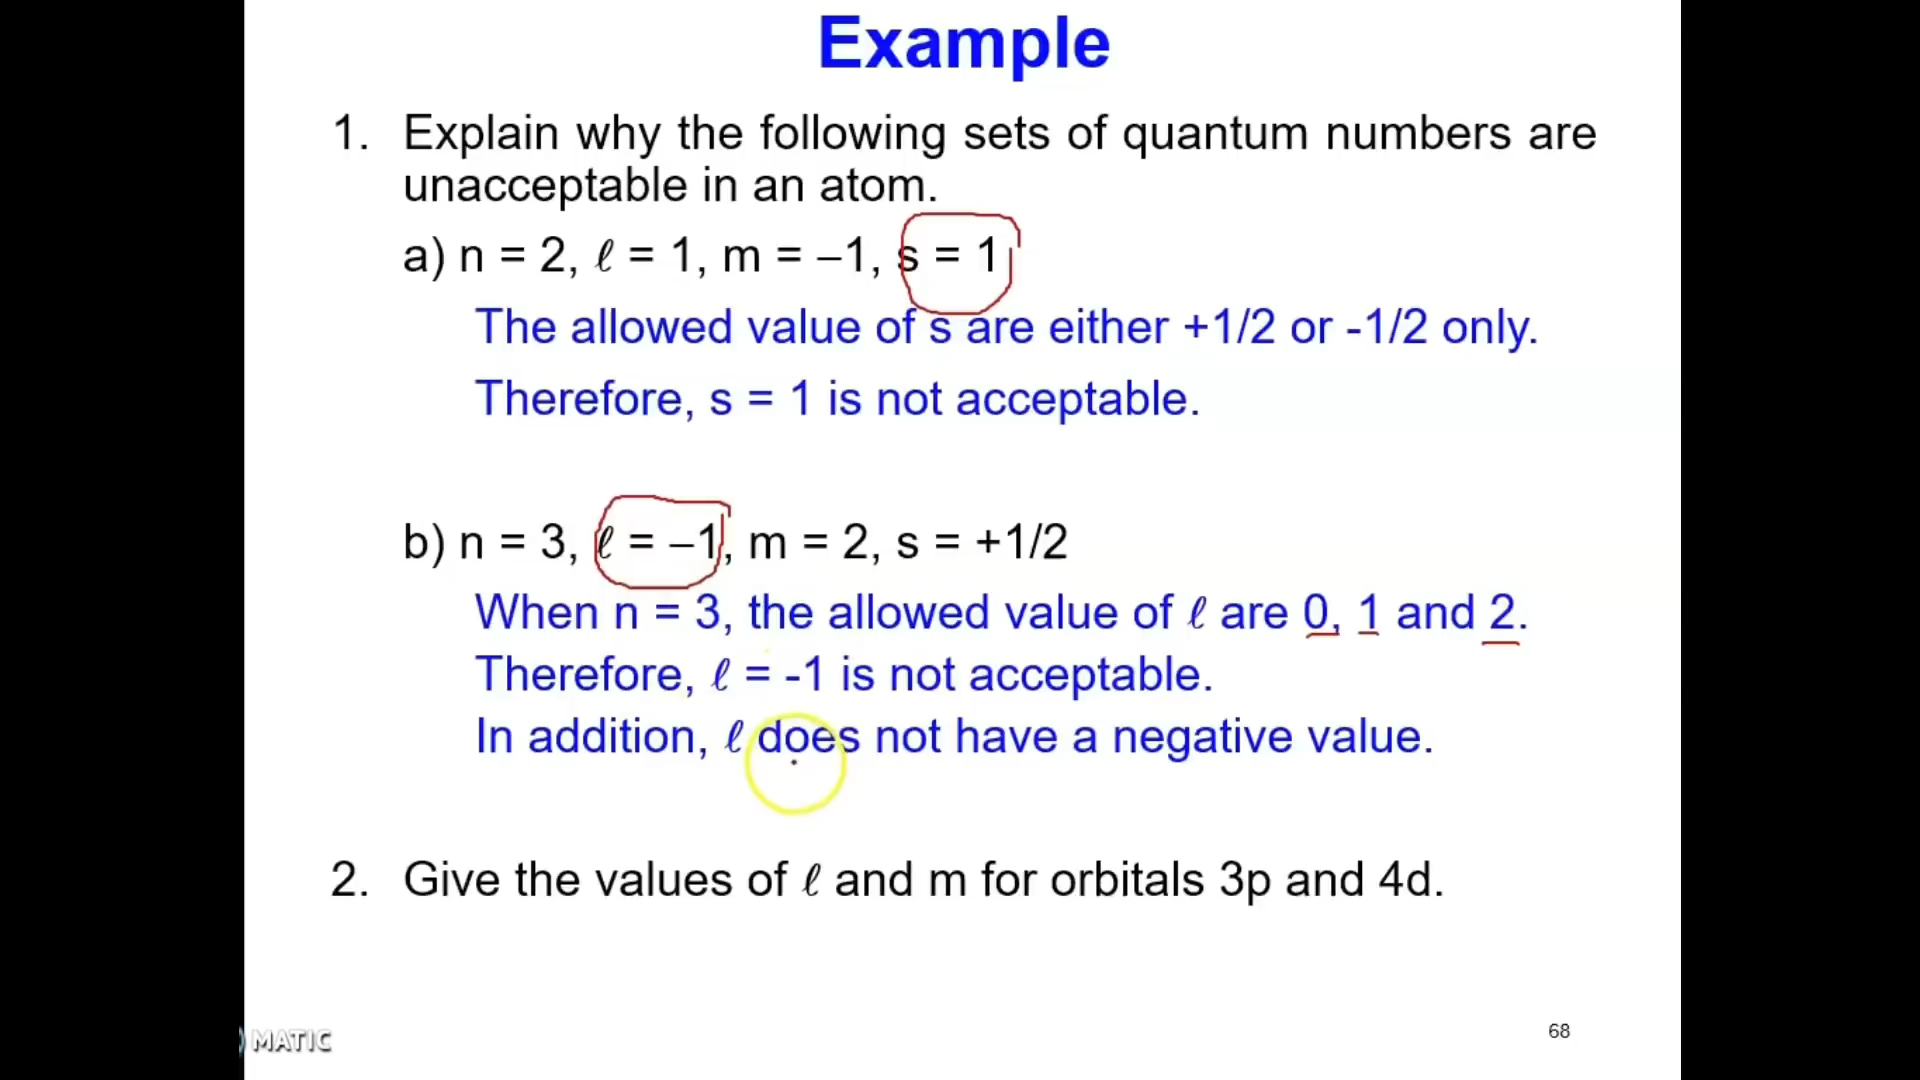 Example
1. Explain why the following sets of quantum numbers are
unacceptable in an atom.
a) n = 2, ℓ = 1, m = –1, s = 1
The allowed value of s are either +1/2 or -1/2 only.
Therefore, s = 1 is not acceptable.
b) n = 3, ℓ = –1, m = 2, s = +1/2
When n = 3, the allowed value of ℓ are 0, 1 and 2.
Therefore, ℓ = -1 is not acceptable.
In addition, ℓ does not have a negative value.
2. Give the values of ℓ and m for orbitals 3p and 4d.
68
MATIC